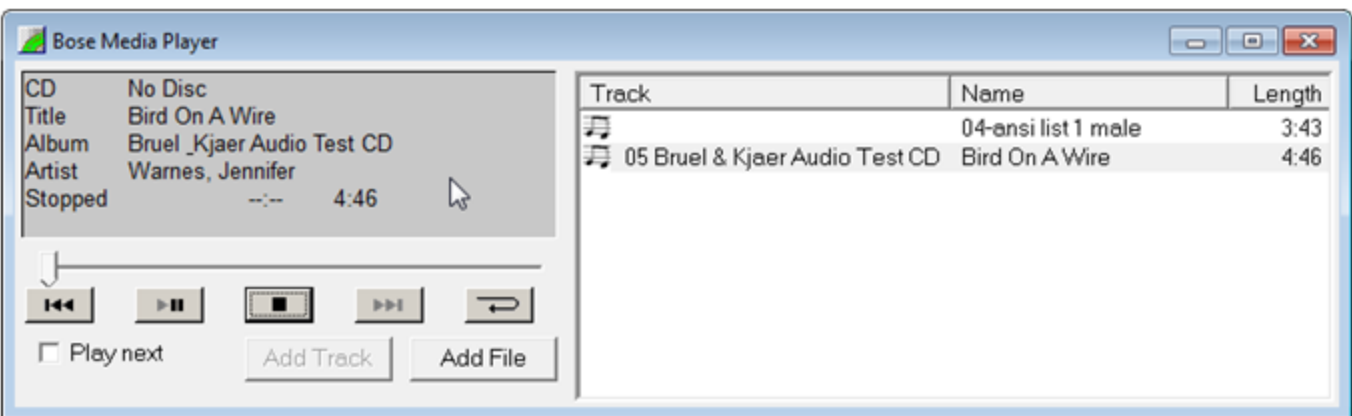 Bose Media Player
CD No Disc
Title Bird On A Wire
Album Bruel _Kjaer Audio Test CD
Artist Warnes, Jennifer
Stopped --:-- 4:46
Play next
Add Track
Add File
Track Name Length
04-ansi list 1 male 3:43
05 Bruel & Kjaer Audio Test CD Bird On A Wire 4:46